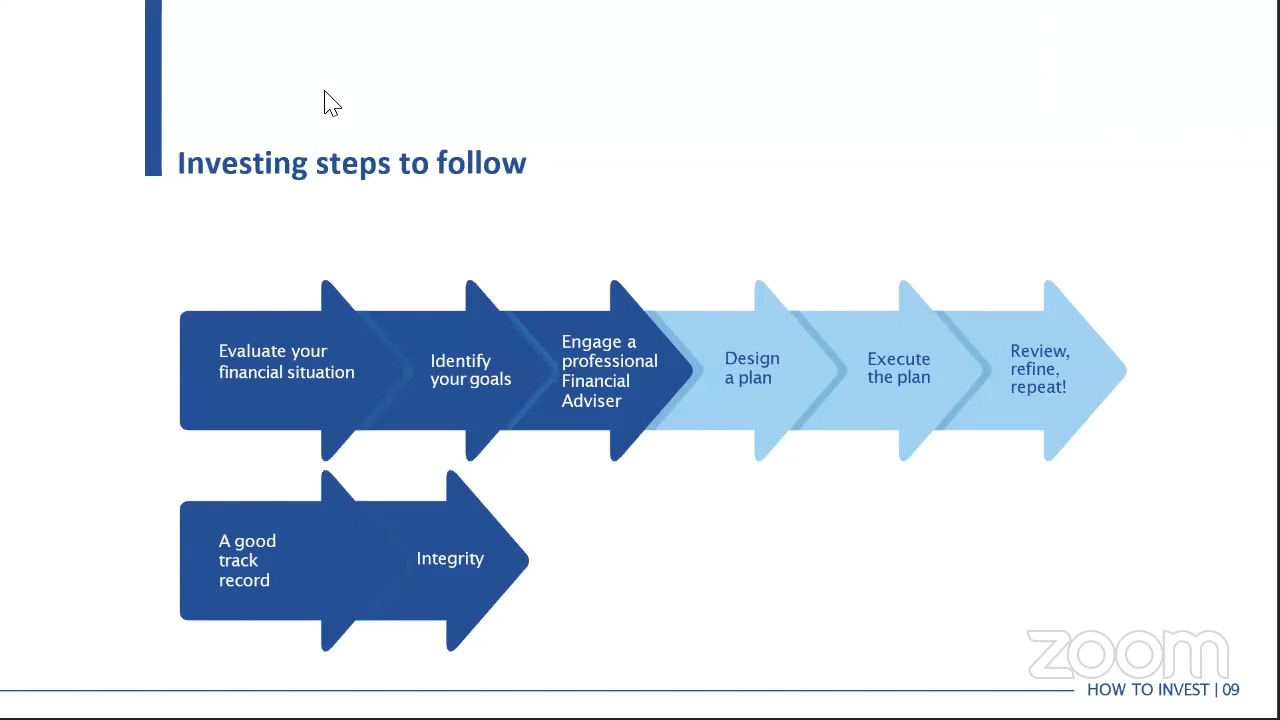 Investing steps to follow
Evaluate your
financial situation
Identify
your goals
Engage a
professional
Financial
Adviser
Design
a plan
Execute
the plan
Review,
refine,
repeat!
A good
track
record
Integrity
zoom
HOW TO INVEST | 09